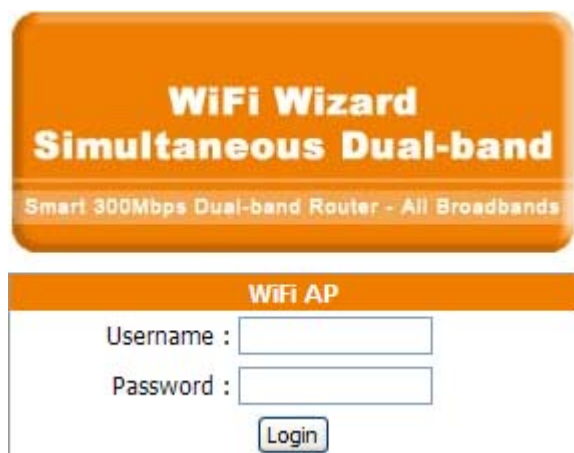 WiFi Wizard
Simultaneous Dual-band
Smart 300Mbps Dual-band Router - All Broadbands
WiFi AP
Username :
Password :
Login